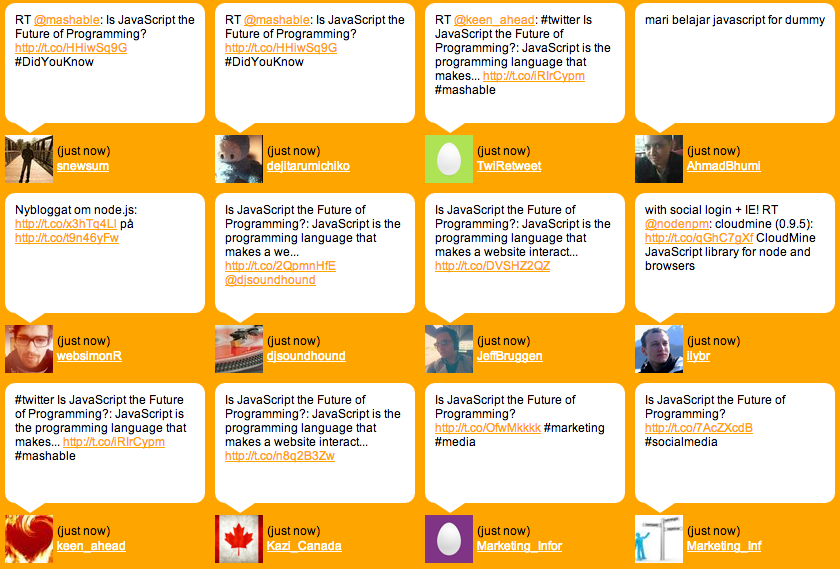 RT @mashable: Is JavaScript the
Future of Programming?
http://t.co/HHiwSq9G
#DidYouKnow
(just now)
snewsum
RT @mashable: Is JavaScript the
Future of Programming?
http://t.co/HHiwSq9G
#DidYouKnow
(just now)
dejitarumichiko
RT @keen_ahead: #twitter Is
JavaScript the Future of
Programming?: JavaScript is the
programming language that
makes... http://t.co/iRIrCypm
#mashable
(just now)
TwiRetweet
mari belajar javascript for dummy
(just now)
AhmadBhumi
Nybloggat om node.js:
http://t.co/x3hTq4LI på
http://t.co/t9n46yFw
(just now)
websimonR
Is JavaScript the Future of
Programming?: JavaScript is the
programming language that
makes a we...
http://t.co/2QpmnHfE
@djsoundhound
(just now)
djsoundhound
Is JavaScript the Future of
Programming?: JavaScript is the
programming language that
makes a website interact...
http://t.co/DVSHZ2QZ
(just now)
JeffBruggen
with social login + IE! RT
@nodenpm: cloudmine (0.9.5):
http://t.co/qGhC7gXf CloudMine
JavaScript library for node and
browsers
(just now)
ilybr
#twitter Is JavaScript the Future
of Programming?: JavaScript is
the programming language that
makes... http://t.co/iRIrCypm
#mashable
(just now)
keen_ahead
Is JavaScript the Future of
Programming?: JavaScript is the
programming language that
makes a website interact...
http://t.co/n8q2B3Zw
(just now)
Kazi_Canada
Is JavaScript the Future of
Programming?
http://t.co/OfwMkkkk #marketing
#media
(just now)
Marketing_Infor
Is JavaScript the Future of
Programming?
http://t.co/7AcZXcdB
#socialmedia
(just now)
Marketing_Inf